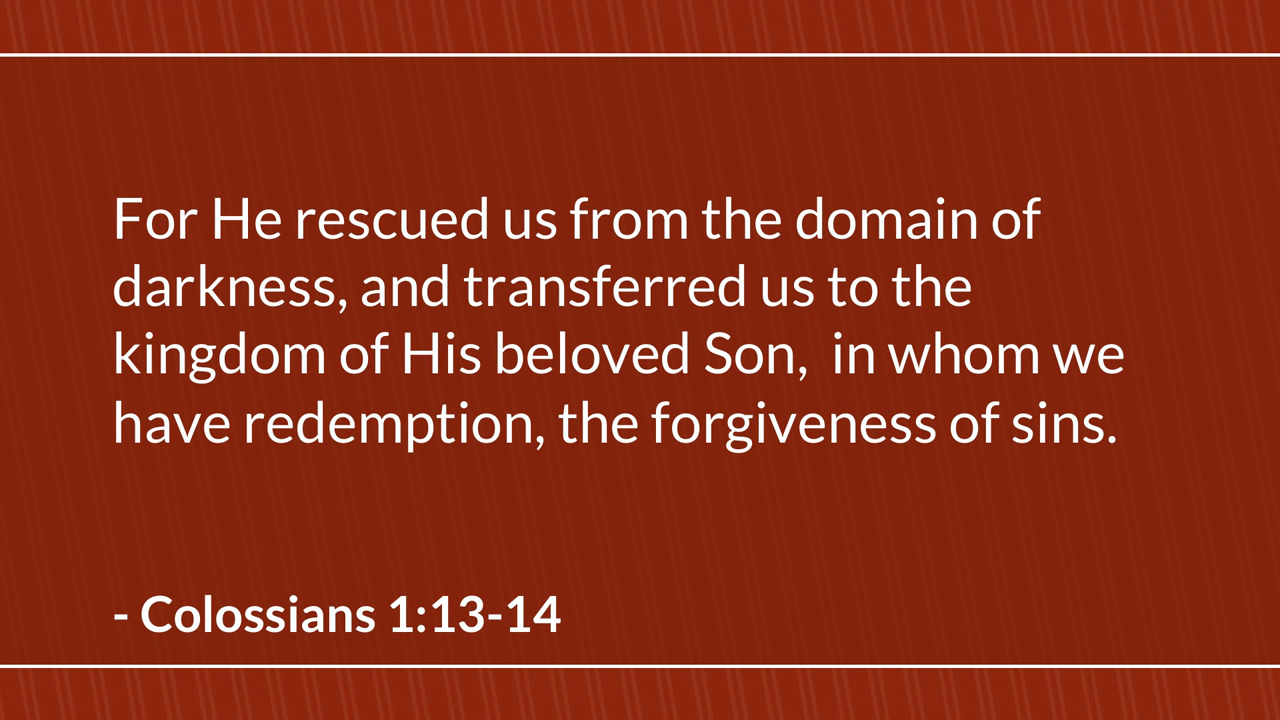 For He rescued us from the domain of
darkness, and transferred us to the
kingdom of His beloved Son,  in whom we
have redemption, the forgiveness of sins.
- Colossians 1:13-14